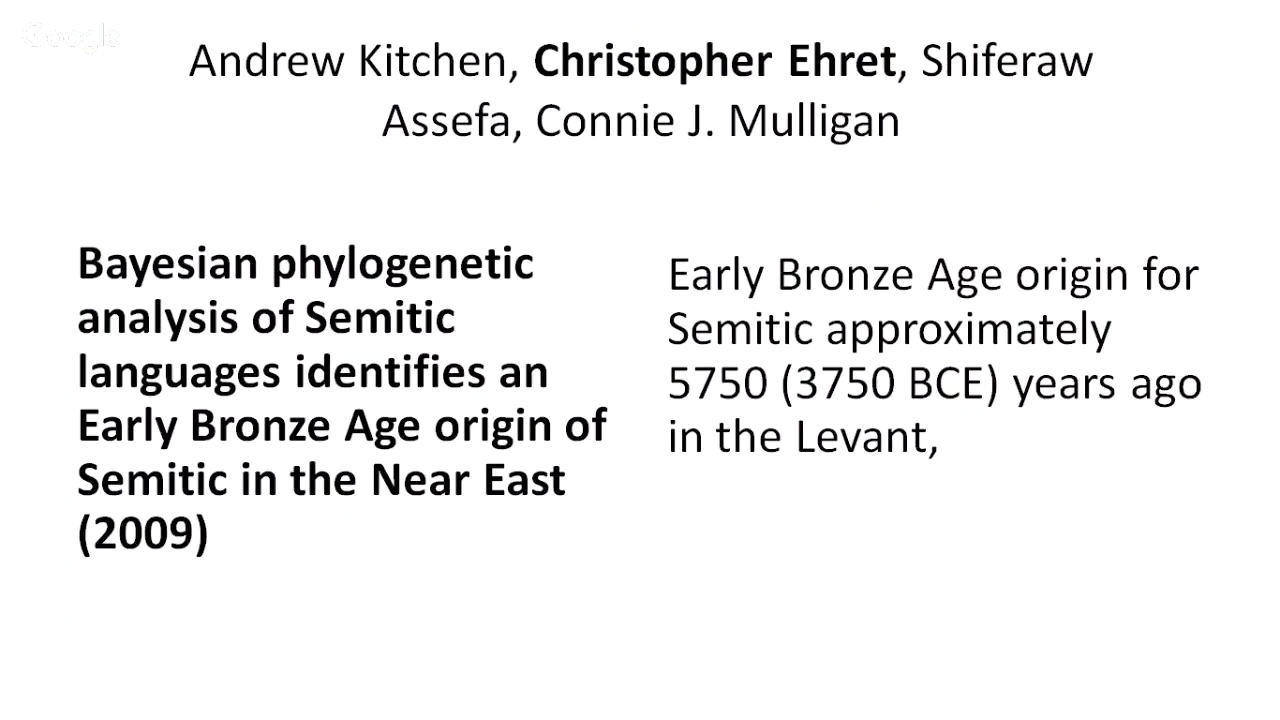 Google
Andrew Kitchen, Christopher Ehret, Shiferaw
Assefa, Connie J. Mulligan
Bayesian phylogenetic
analysis of Semitic
languages identifies an
Early Bronze Age origin of
Semitic in the Near East
(2009)
Early Bronze Age origin for
Semitic approximately
5750 (3750 BCE) years ago
in the Levant,